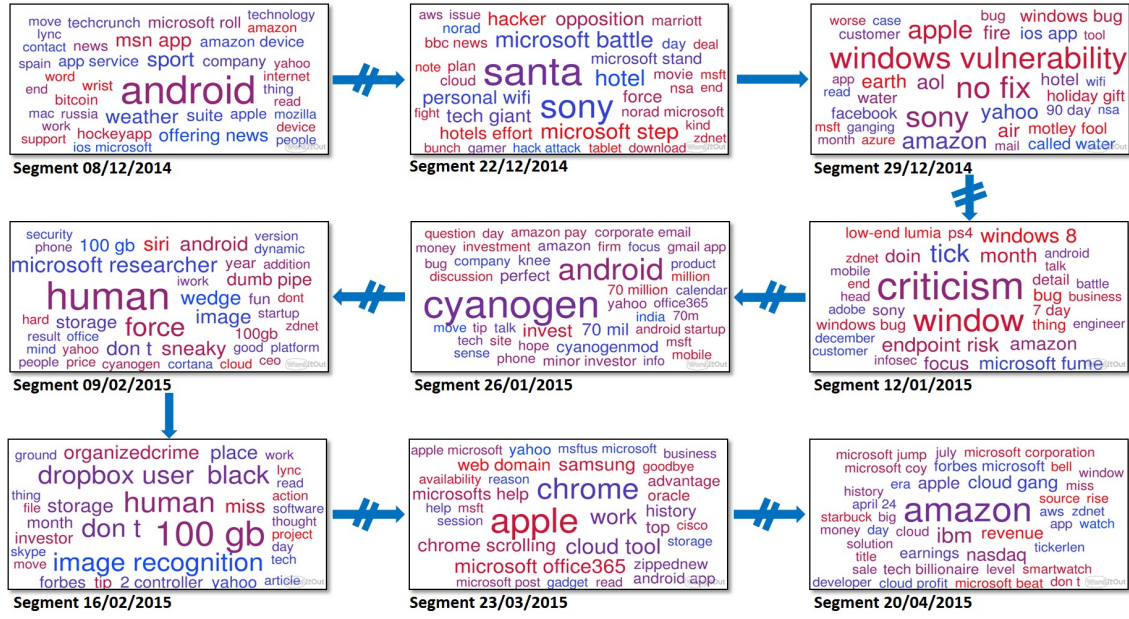 move techcrunch microsoft roll technology
lync amazon
contact news msn app amazon device
spain app service sport company yahoo
word wrist android internet
end thing
bitcoin read
mac russia weather suite apple mozilla
work device
support hockeyapp offering news people
ios microsoft
Segment 08/12/2014
aws issue hacker opposition marriott
norad
bbc news microsoft battle day deal
note plan santa microsoft stand
cloud hotel movie msft
nsa end
personal wifi sony force
fight tech giant norad microsoft
hotels effort microsoft step kind
zdnet
bunch gamer hack attack tablet download
Segment 22/12/2014
worse case apple bug windows bug
customer fire ios app tool
windows vulnerability
app earth aol no fix hotel wifi
read water holiday gift
facebook sony yahoo 90 day nsa
msft ganging air motley fool
month azure amazon mail called water
Segment 29/12/2014
security 100 gb siri android version
phone dynamic
microsoft researcher year addition
iwork dumb pipe
human wedge fun dont
hard storage force image startup
result office 100gb zdnet
mind yahoo don t sneaky good platform
people price cyanogen cortana cloud ceo
Segment 09/02/2015
question day amazon pay corporate email
money investment amazon firm focus gmail app
bug company knee android product
discussion perfect million
cyanogen 70 million calendar
yahoo office365
india 70m
move tip talk invest 70 mil android startup
tech site hope cyanogenmod msft
sense phone minor investor info mobile
Segment 26/01/2015
low-end lumia ps4 windows 8
zdnet doin tick month android
mobile talk
end criticism detail battle
head bug business
adobe sony window 7 day
windows bug thing engineer
december endpoint risk amazon
customer infosec focus microsoft fume
Segment 12/01/2015
ground organizedcrime place work
dropbox user black lync
read
thing human miss action
file storage software
month don t 100 gb thought
investor project
skype day
move image recognition tech
forbes tip 2 controller yahoo article
Segment 16/02/2015
apple microsoft yahoo msftus microsoft business
web domain samsung goodbye
availability reason chrome advantage
microsofts help oracle
help msft apple work history
session top cisco
chrome scrolling cloud tool storage
microsoft office365 zippednew
microsoft post gadget read android app
Segment 23/03/2015
microsoft jump july microsoft corporation
microsoft coy forbes microsoft bell window
era apple cloud gang miss
history amazon source rise
april 24 aws zdnet
starbuck big app watch
money day cloud ibm revenue
solution tickerlen
title earnings nasdaq
sale tech billionaire level smartwatch
developer cloud profit microsoft beat don t
Segment 20/04/2015